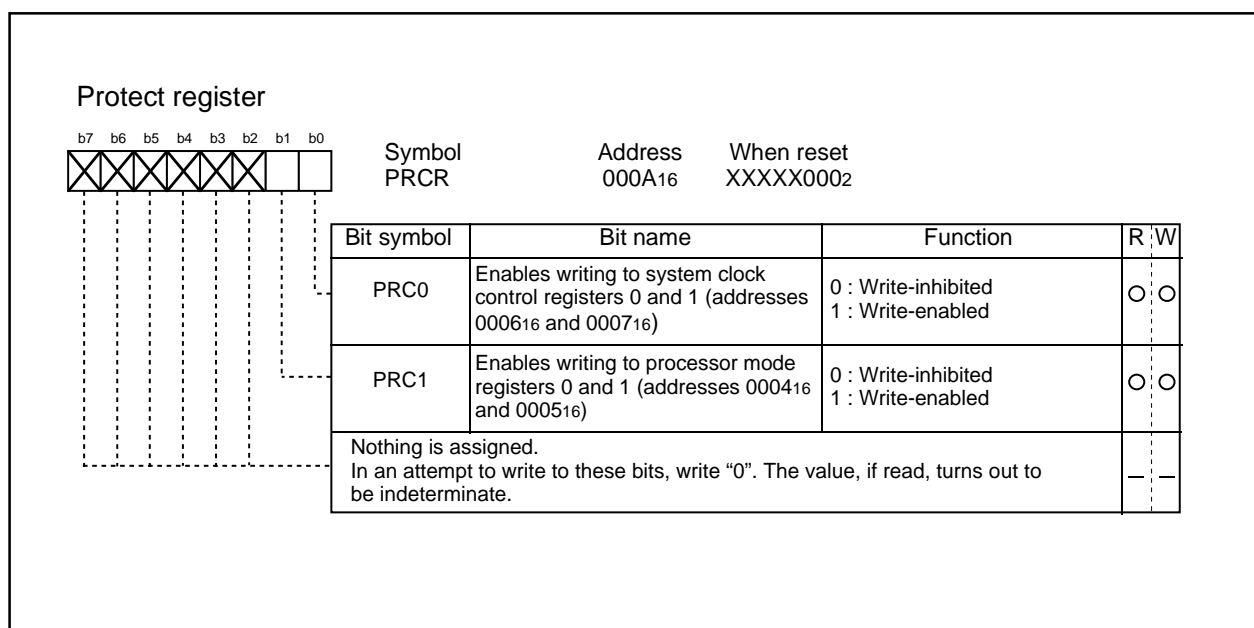 Protect register
b7 b6 b5 b4 b3 b2 b1 b0
Symbol Address When reset
PRCR 000A16 XXXXX0002
Bit symbol Bit name Function R W
PRC0
Enables writing to system clock
control registers 0 and 1 (addresses
000616 and 000716)
0 : Write-inhibited
1 : Write-enabled
PRC1
Enables writing to processor mode
registers 0 and 1 (addresses 000416
and 000516)
0 : Write-inhibited
1 : Write-enabled
Nothing is assigned.
In an attempt to write to these bits, write “0”. The value, if read, turns out to
be indeterminate.